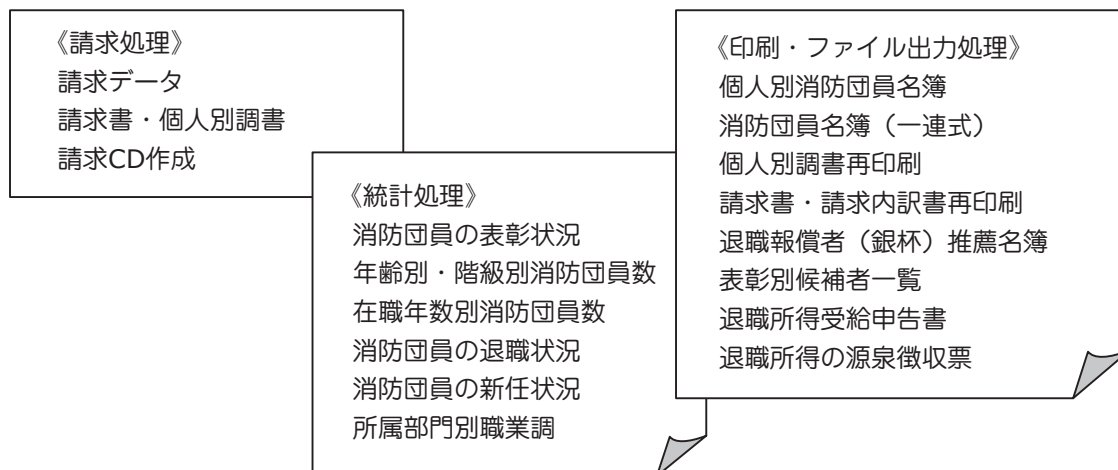 《請求処理》
請求データ
請求書・個人別調書
請求CD作成
《統計処理》
消防団員の表彰状況
年齢別・階級別消防団員数
在職年数別消防団員数
消防団員の退職状況
消防団員の新任状況
所属部門別職業調
《印刷・ファイル出力処理》
個人別消防団員名簿
消防団員名簿（一連式）
個人別調書再印刷
請求書・請求内訳書再印刷
退職報償者（銀杯）推薦名簿
表彰別候補者一覧
退職所得受給申告書
退職所得の源泉徴収票